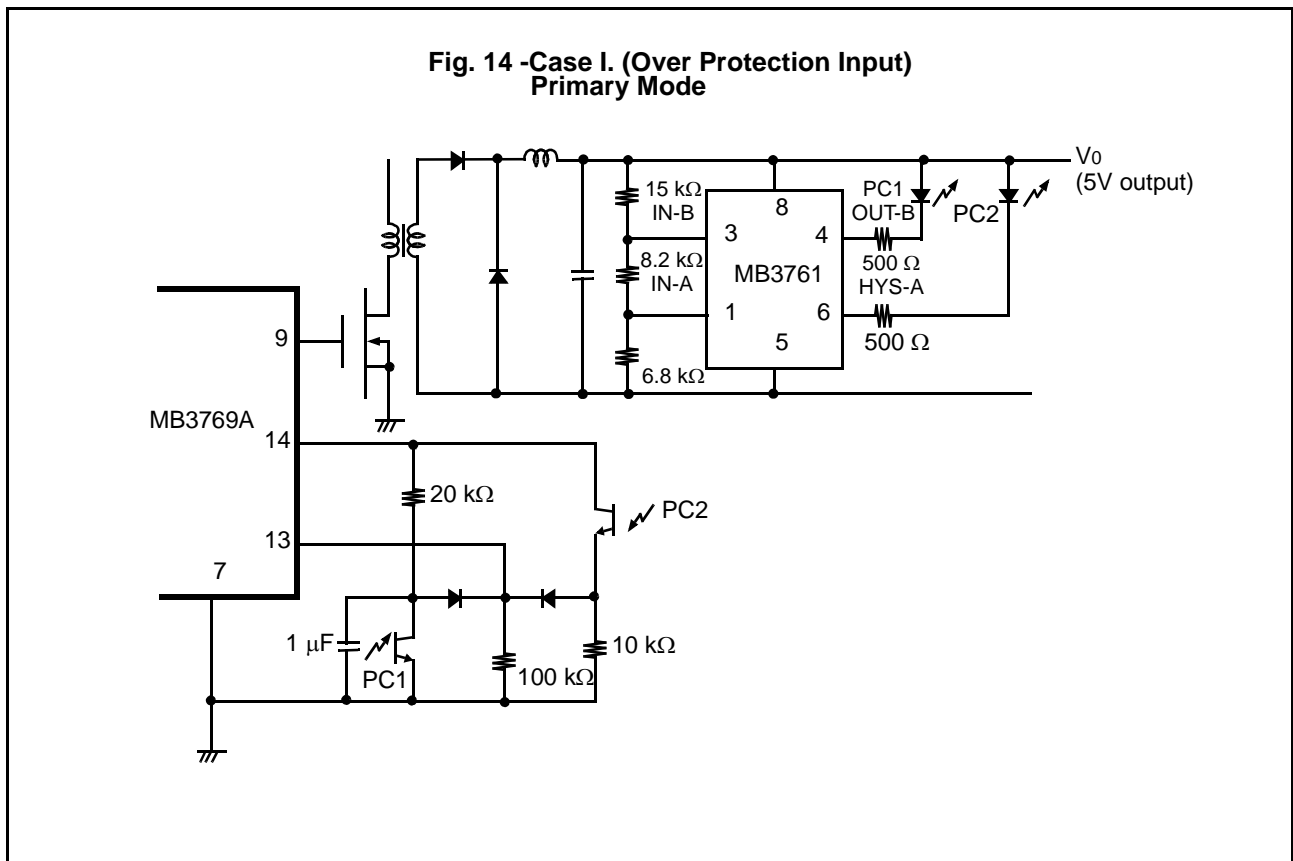 Fig. 14 -Case I. (Over Protection Input)
Primary Mode
V0
(5V output)
15 kΩ
IN-B
8
PC1
OUT-B
PC2
3
4
8.2 kΩ
IN-A
MB3761
500 Ω
HYS-A
1
6
5
500 Ω
6.8 kΩ
9
MB3769A
14
20 kΩ
PC2
13
7
1 μF
PC1
100 kΩ
10 kΩ